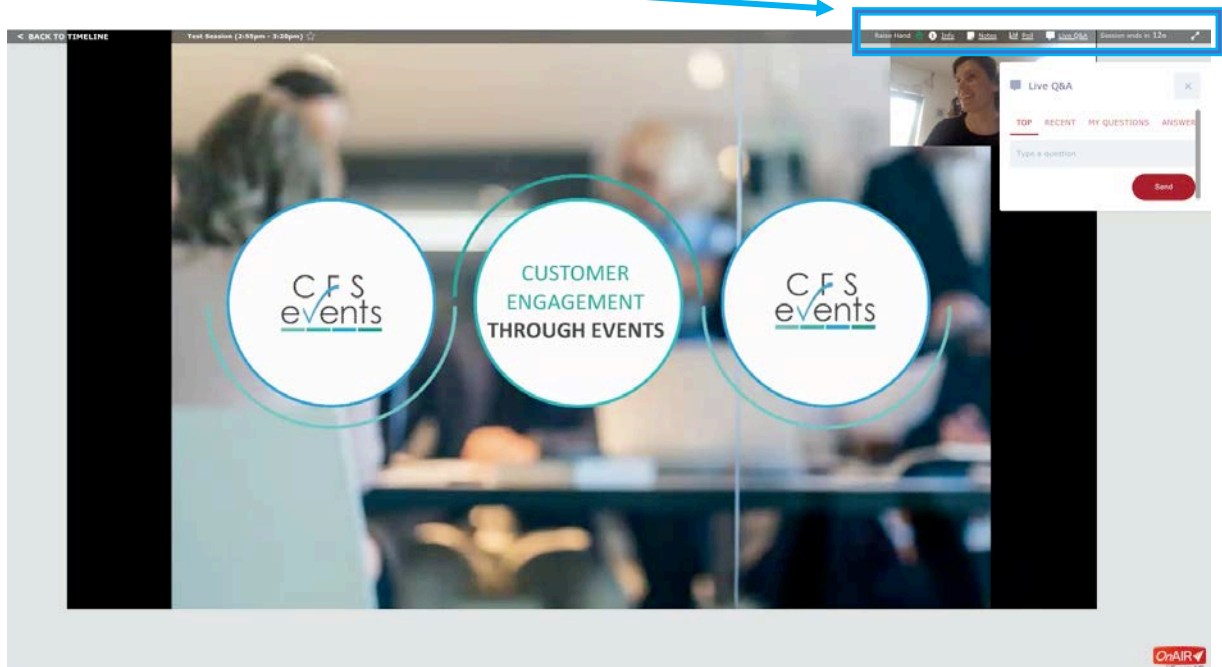 < BACK TO TIMELINE
Test Session (2:55pm - 3:20pm)
Raise Hand Info Notes Poll Live Q&A Session ends in 12m
Live Q&A
TOP RECENT MY QUESTIONS ANSWER
Type a question
Send
CFS
events
CUSTOMER
ENGAGEMENT
THROUGH EVENTS
CFS
events
OnAIR